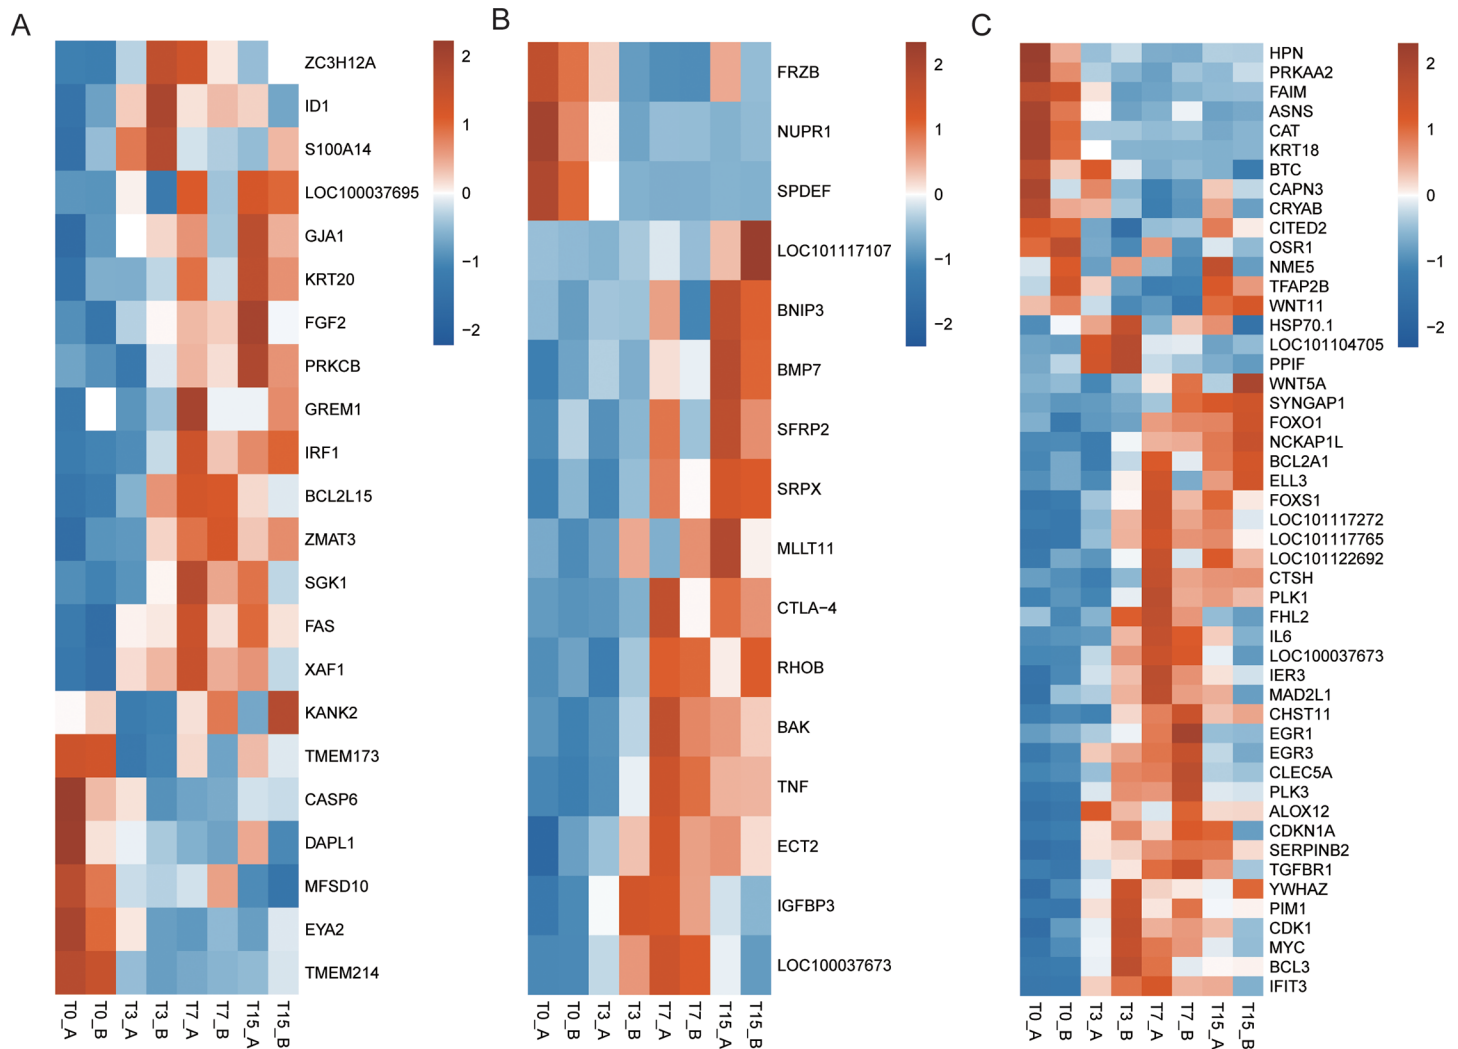 A
ZC3H12A
ID1
S100A14
LOC100037695
GJA1
KRT20
FGF2
PRKCB
GREM1
IRF1
BCL2L15
ZMAT3
SGK1
FAS
XAF1
KANK2
TMEM173
CASP6
DAPL1
MFSD10
EYA2
TMEM214
2
1
0
−1
−2
T0_A
T0_B
T3_A
T3_B
T7_A
T7_B
T15_A
T15_B
B
FRZB
NUPR1
SPDEF
LOC101117107
BNIP3
BMP7
SFRP2
SRPX
MLLT11
CTLA−4
RHOB
BAK
TNF
ECT2
IGFBP3
LOC100037673
2
1
0
−1
−2
T0_A
T0_B
T3_A
T3_B
T7_A
T7_B
T15_A
T15_B
C
HPN
PRKAA2
FAIM
ASNS
CAT
KRT18
BTC
CAPN3
CRYAB
CITED2
OSR1
NME5
TFAP2B
WNT11
HSP70.1
LOC101104705
PPIF
WNT5A
SYNGAP1
FOXO1
NCKAP1L
BCL2A1
ELL3
FOXS1
LOC101117272
LOC101117765
LOC101122692
CTSH
PLK1
FHL2
IL6
LOC100037673
IER3
MAD2L1
CHST11
EGR1
EGR3
CLEC5A
PLK3
ALOX12
CDKN1A
SERPINB2
TGFBR1
YWHAZ
PIM1
CDK1
MYC
BCL3
IFIT3
2
1
0
−1
−2
T0_A
T0_B
T3_A
T3_B
T7_A
T7_B
T15_A
T15_B